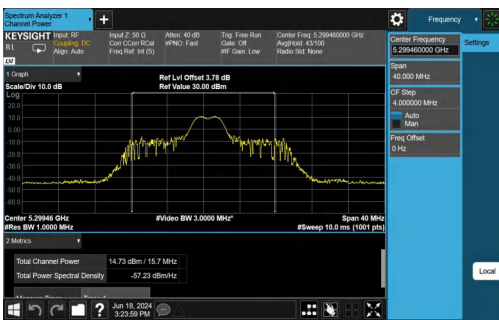 Spectrum Analyzer 1
Channel Power
+
Frequency
KEYSIGHT
Input: RF
Coupling: DC
Align: Auto
Input Z: 50 Ω
Corr CCorr RCal
Freq Ref: Int (S)
Atten: 40 dB
#PNO: Fast
Trig: Free Run
Gate: Off
#IF Gain: Low
Center Freq: 5.299460000 GHz
Avg|Hold: 43/100
Radio Std: None
RL
Center Frequency
5.299460000 GHz
Settings
Span
40.000 MHz
CF Step
4.000000 MHz
Auto
Man
Freq Offset
0 Hz
Local
1 Graph
Scale/Div 10.0 dB
Ref Lvl Offset 3.78 dB
Ref Value 30.00 dBm
Log
20.0
10.0
0.00
-10.0
-20.0
-30.0
-40.0
-50.0
-60.0
Center 5.29946 GHz
#Video BW 3.0000 MHz*
Span 40 MHz
#Res BW 1.0000 MHz
#Sweep 10.0 ms (1001 pts)
2 Metrics
Total Channel Power
14.73 dBm / 15.7 MHz
Total Power Spectral Density
-57.23 dBm/Hz
?
Jun 18, 2024
3:23:59 PM